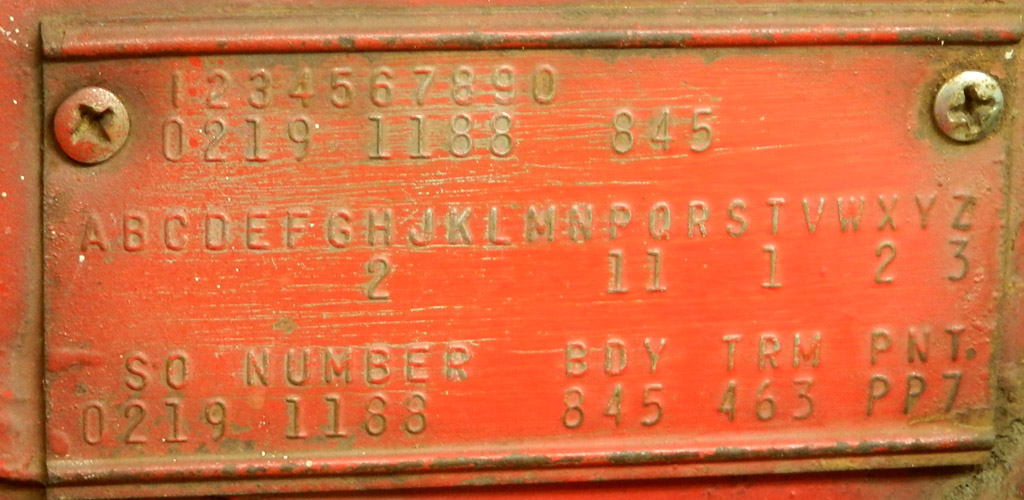 1234567890
0219 1188 845
ABCDEFGHJKLMNPQRSTVWXYZ
2 11 1 2 3
SO NUMBER BDY TRM PNT.
0219 1188 845 463 PP7